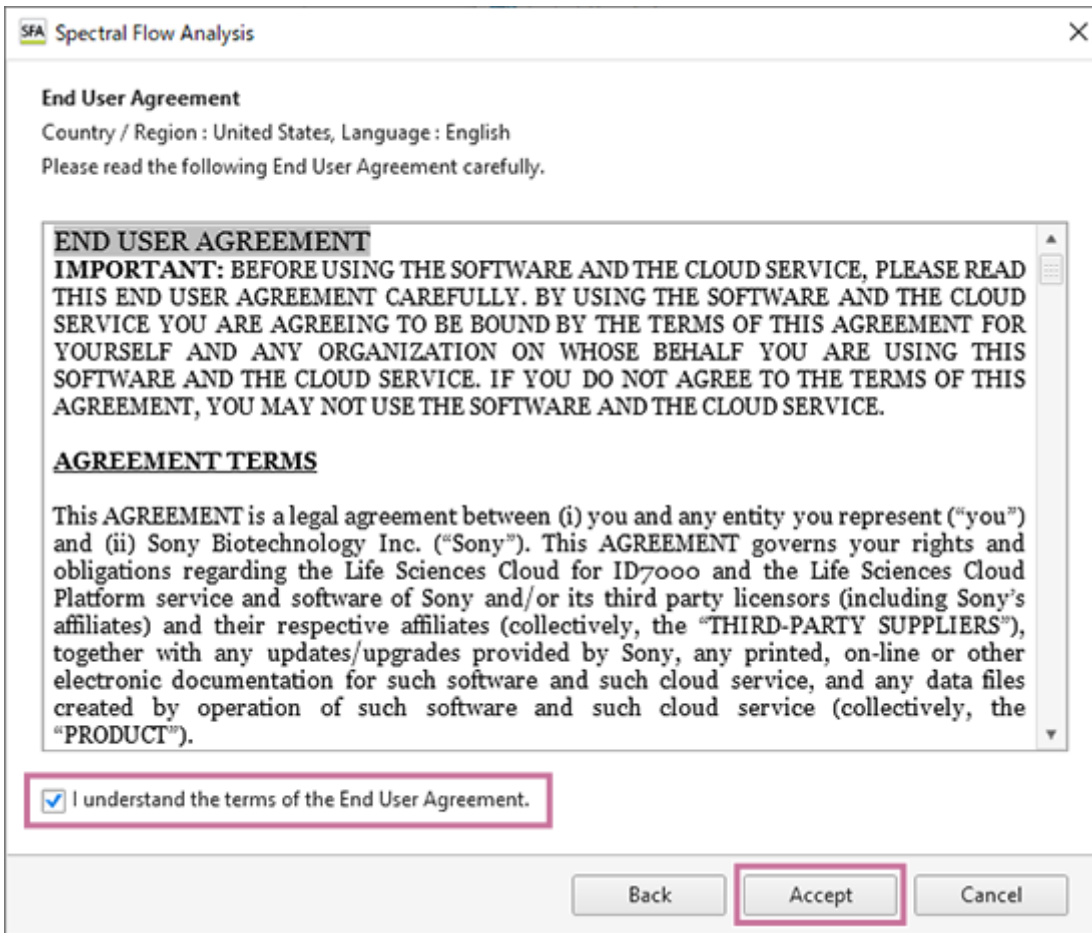 SFA Spectral Flow Analysis
End User Agreement
Country / Region : United States, Language : English
Please read the following End User Agreement carefully.
END USER AGREEMENT
IMPORTANT: BEFORE USING THE SOFTWARE AND THE CLOUD SERVICE, PLEASE READ
THIS END USER AGREEMENT CAREFULLY. BY USING THE SOFTWARE AND THE CLOUD
SERVICE YOU ARE AGREEING TO BE BOUND BY THE TERMS OF THIS AGREEMENT FOR
YOURSELF AND ANY ORGANIZATION ON WHOSE BEHALF YOU ARE USING THIS
SOFTWARE AND THE CLOUD SERVICE. IF YOU DO NOT AGREE TO THE TERMS OF THIS
AGREEMENT, YOU MAY NOT USE THE SOFTWARE AND THE CLOUD SERVICE.
AGREEMENT TERMS
This AGREEMENT is a legal agreement between (i) you and any entity you represent (“you”)
and (ii) Sony Biotechnology Inc. (“Sony”). This AGREEMENT governs your rights and
obligations regarding the Life Sciences Cloud for ID7000 and the Life Sciences Cloud
Platform service and software of Sony and/or its third party licensors (including Sony’s
affiliates) and their respective affiliates (collectively, the “THIRD-PARTY SUPPLIERS”),
together with any updates/upgrades provided by Sony, any printed, on-line or other
electronic documentation for such software and such cloud service, and any data files
created by operation of such software and such cloud service (collectively, the
“PRODUCT”).
I understand the terms of the End User Agreement.
Back Accept Cancel